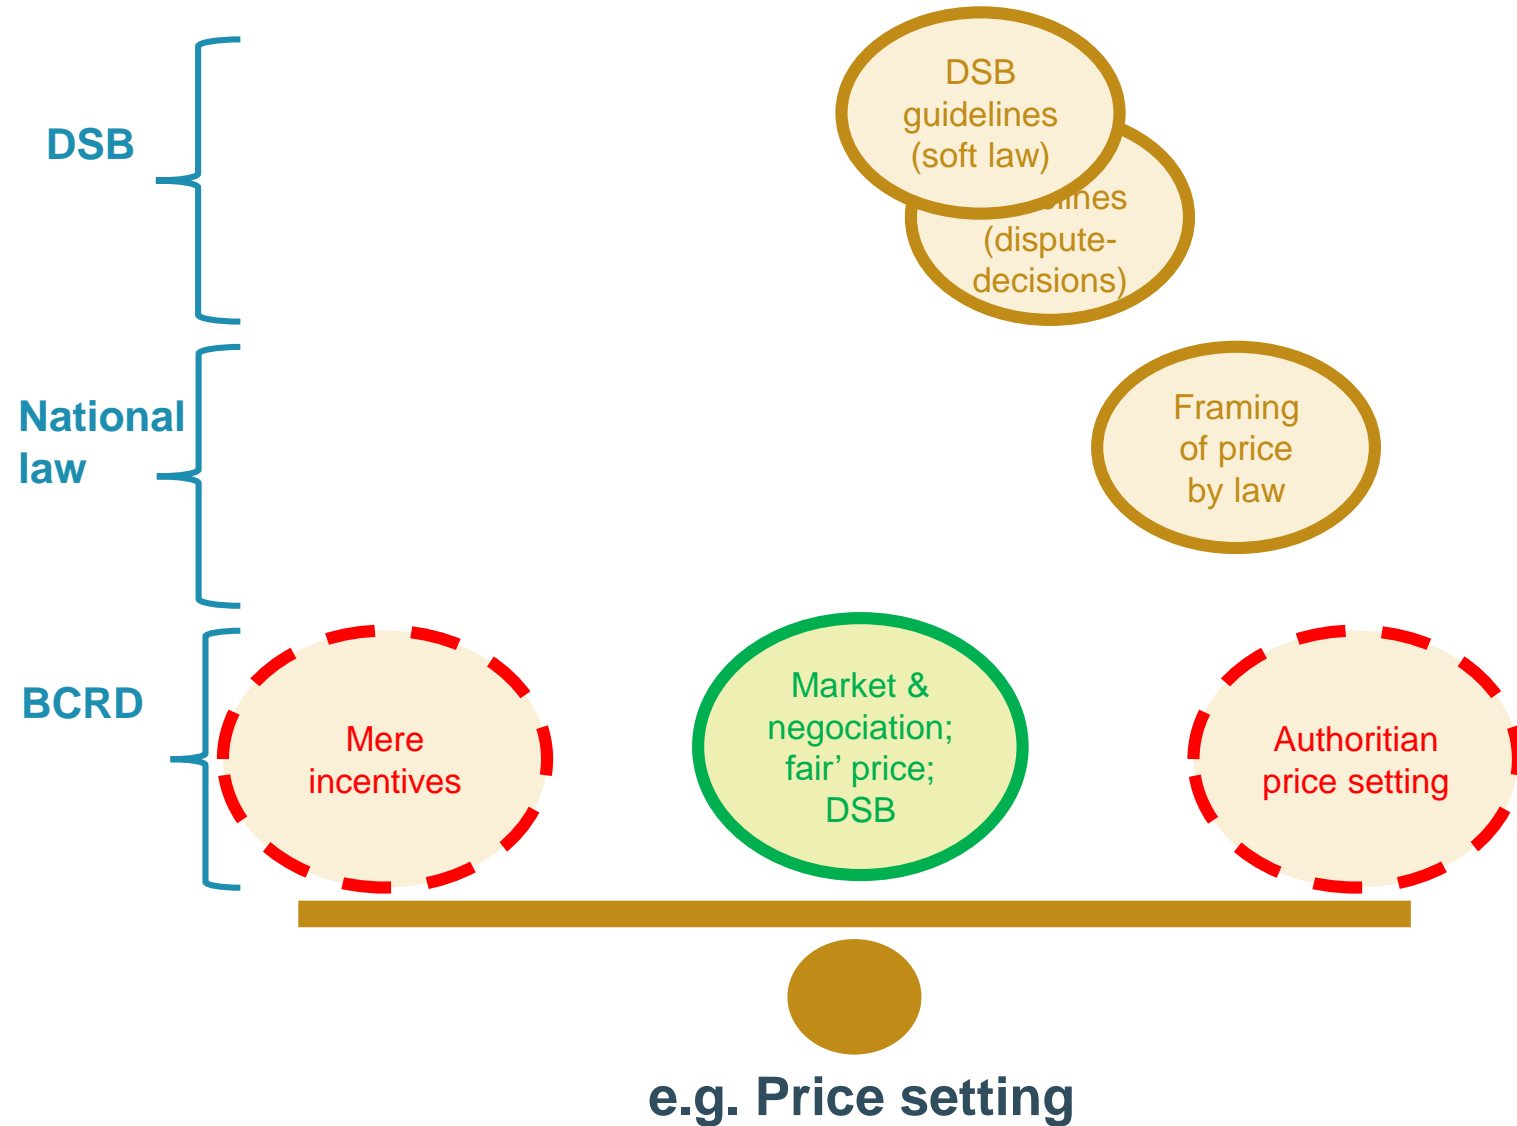 DSB
DSB
guidelines
(soft law)
(dispute-
decisions)
National
law
Framing
of price
by law
BCRD
Mere
incentives
Market &
negociation;
fair’ price;
DSB
Authoritian
price setting
e.g. Price setting